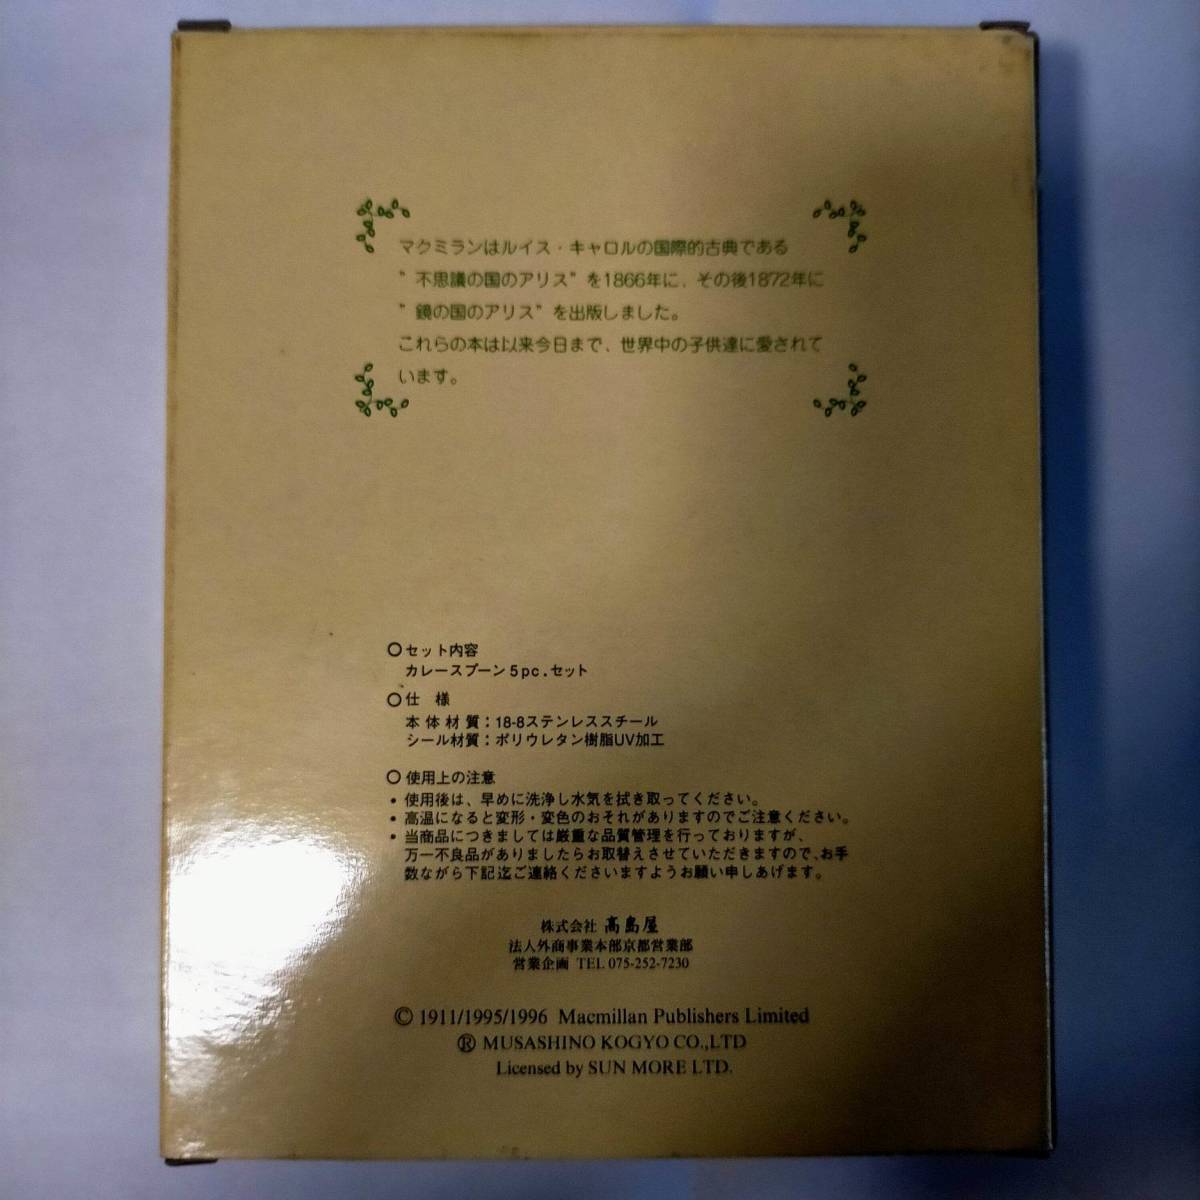 マクミランはルイス・キャロルの国際的古典である
"不思議の国のアリス"を1866年に、その後1872年に
"鏡の国のアリス"を出版しました。
これらの本は以来今日まで、世界中の子供達に愛されて
います。
○セット内容
カレースプーン5pc.セット
○仕 様
本体材質：18-8ステンレススチール
シール材質：ポリウレタン樹脂UV加工
○使用上の注意
・使用後は、早めに洗浄し水気を拭き取ってください。
・高温になると変形・変色のおそれがありますのでご注意ください。
・当商品につきましては厳重な品質管理を行っておりますが、
万一不良品がありましたらお取替えさせていただきますので、お手
数ながら下記迄ご連絡くださいますようお願い申しあげます。
株式会社 髙島屋
法人外商事業本部京都営業部
営業企画 TEL 075-252-7230
© 1911/1995/1996 Macmillan Publishers Limited
® MUSASHINO KOGYO CO.,LTD
Licensed by SUN MORE LTD.